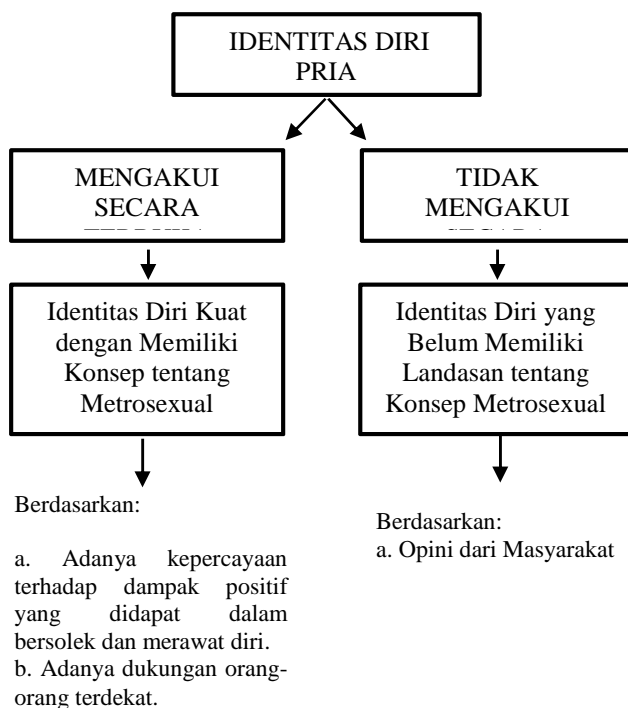 IDENTITAS DIRI
PRIA
MENGAKUI
SECARA
TIDAK
MENGAKUI
SECARA
Identitas Diri Kuat
dengan Memiliki
Konsep tentang
Metrosexual
Identitas Diri yang
Belum Memiliki
Landasan tentang
Konsep Metrosexual
Berdasarkan:
a. Adanya kepercayaan
terhadap dampak positif
yang didapat dalam
bersolek dan merawat diri.
b. Adanya dukungan orang-
orang terdekat.
Berdasarkan:
a. Opini dari Masyarakat